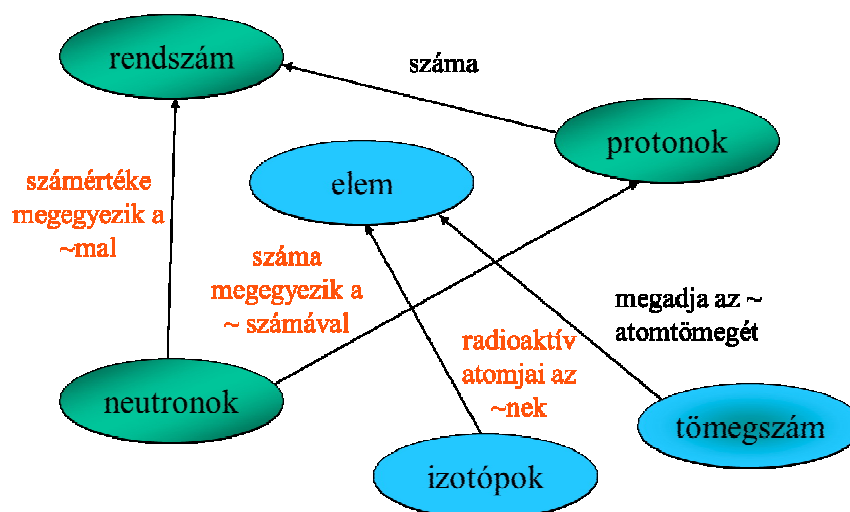 rendszám
száma
protonok
elem
számértéke
megegyezik a
~mal
száma
megegyezik a
~ számával
megadja az ~
atomtömegét
radioaktív
atomjai az
~nek
neutronok
tömegszám
izotópok